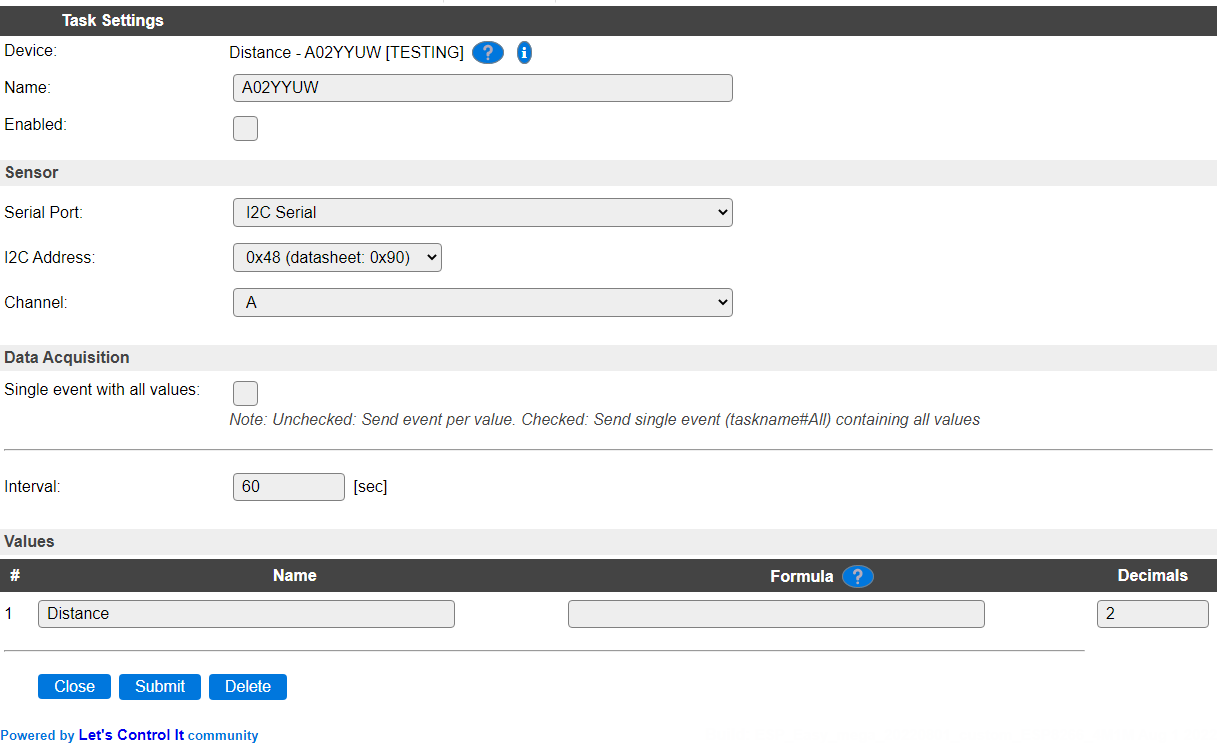 Task Settings
Device: Distance - A02YYUW [TESTING] ? i
Name: A02YYUW
Enabled:
Sensor
Serial Port: I2C Serial
I2C Address: 0x48 (datasheet: 0x90)
Channel: A
Data Acquisition
Single event with all values:
Note: Unchecked: Send event per value. Checked: Send single event (taskname#All) containing all values
Interval: 60 [sec]
Values
# Name Formula ? Decimals
1 Distance 2
Close Submit Delete
Powered by Let's Control It community